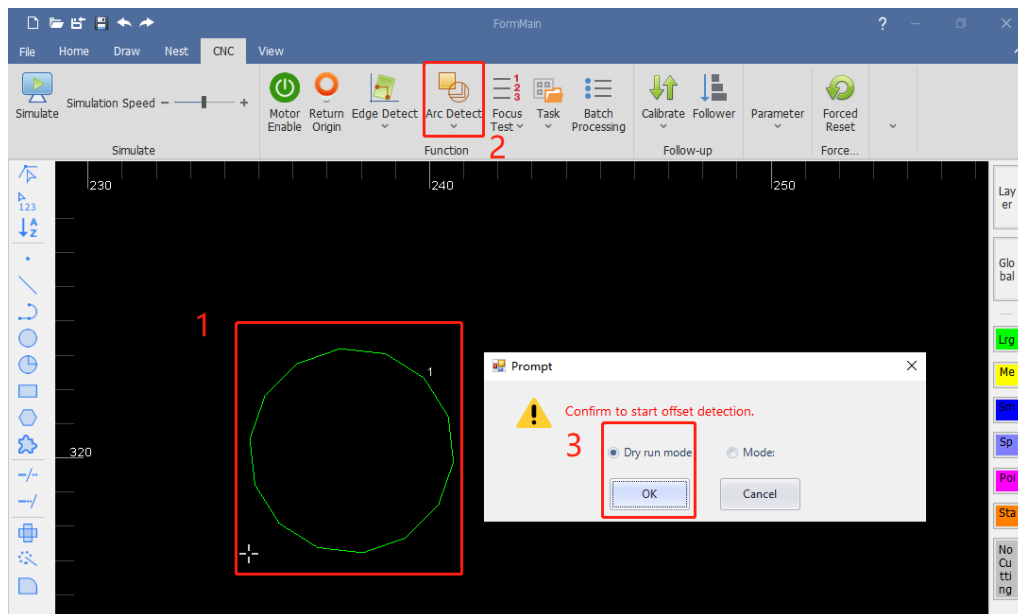 FormMain
?
File Home Draw Nest CNC View
Simulate
Simulation Speed − +
Motor Enable
Return Origin
Edge Detect
Arc Detect
Focus Test
Task
Batch Processing
Calibrate
Follower
Parameter
Forced Reset
Simulate
Function
2
Follow-up
Force...
123
A
Z
230
240
250
1
1
320
Prompt
Confirm to start offset detection.
3
Dry run mode
Mode:
OK
Cancel
Lay
er
Glo
bal
Lrg
Me
Sm
Sp
Poi
Sta
No
Cu
tti
ng